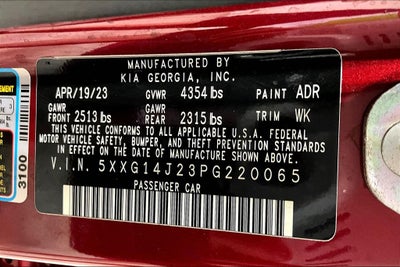 MANUFACTURED BY
KIA GEORGIA, INC.
APR/19/23 GVWR 4354 lbs PAINT ADR
GAWR GAWR
FRONT 2513 lbs REAR 2315 lbs TRIM WK
THIS VEHICLE CONFORMS TO ALL APPLICABLE U.S.A. FEDERAL
MOTOR VEHICLE SAFETY, BUMPER, AND THEFT PREVENTION STANDARDS
IN EFFECT ON THE DATE OF MANUFACTURE SHOWN ABOVE.
V.I.N. 5XXG14J23PG220065
PASSENGER CAR
3100